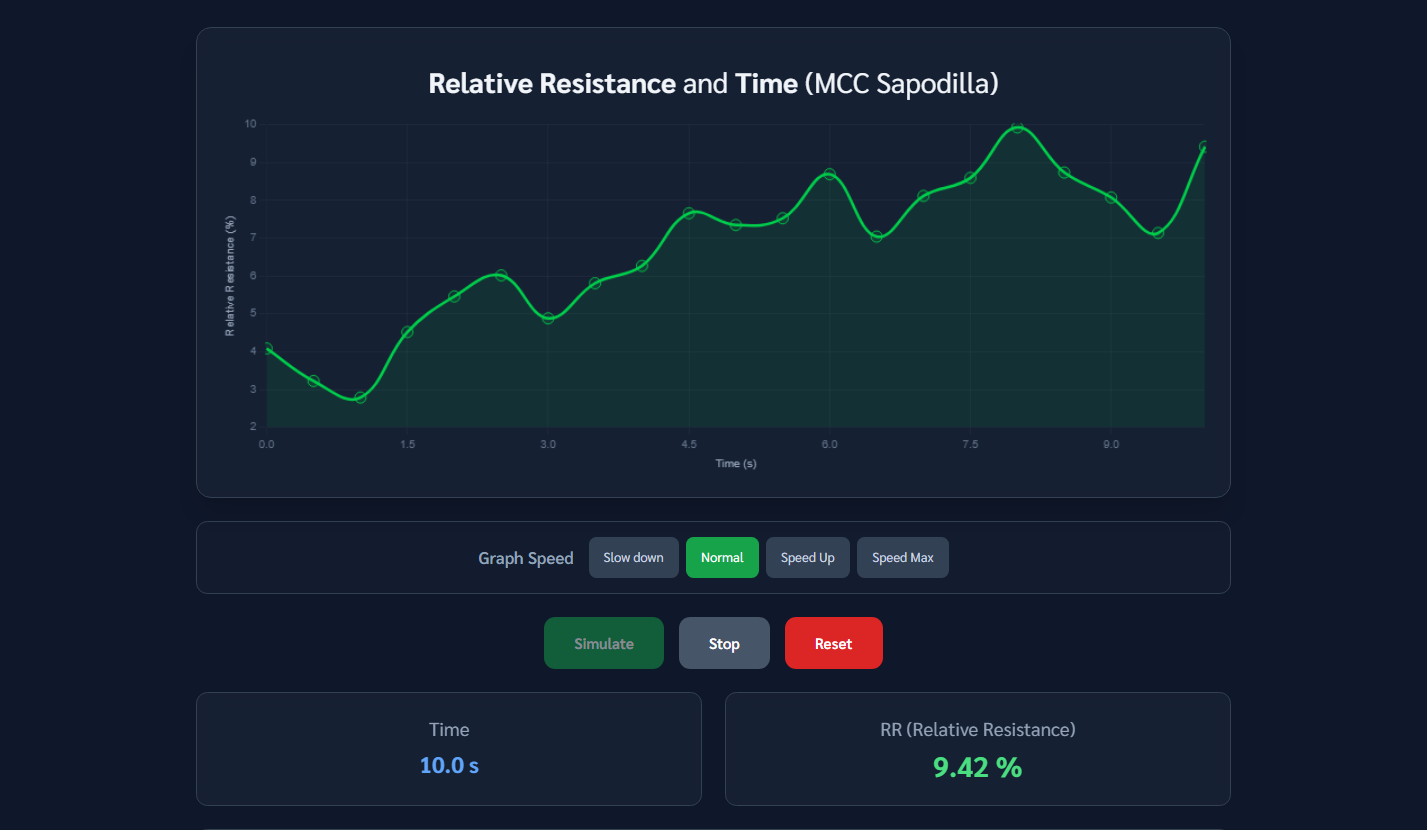 Relative Resistance and Time (MCC Sapodilla)
10
9
8
7
6
5
4
3
2
Relative Resistance (%)
0.0 1.5 3.0 4.5 6.0 7.5 9.0
Time (s)
Graph Speed Slow down Normal Speed Up Speed Max
Simulate Stop Reset
Time
10.0 s
RR (Relative Resistance)
9.42 %